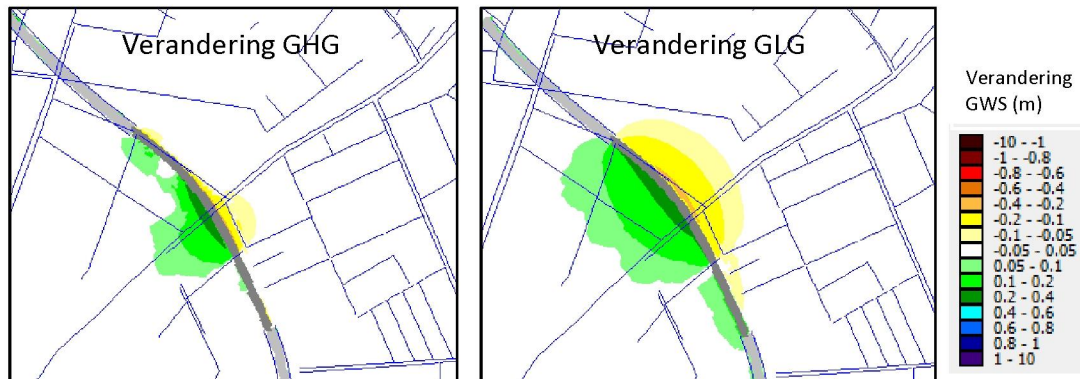 Verandering GHG
Verandering GLG
Verandering
GWS (m)
-10 - -1
-1 - -0.8
-0.8 - -0.6
-0.6 - -0.4
-0.4 - -0.2
-0.2 - -0.1
-0.1 - -0.05
-0.05 - 0.05
0.05 - 0.1
0.1 - 0.2
0.2 - 0.4
0.4 - 0.6
0.6 - 0.8
0.8 - 1
1 - 10